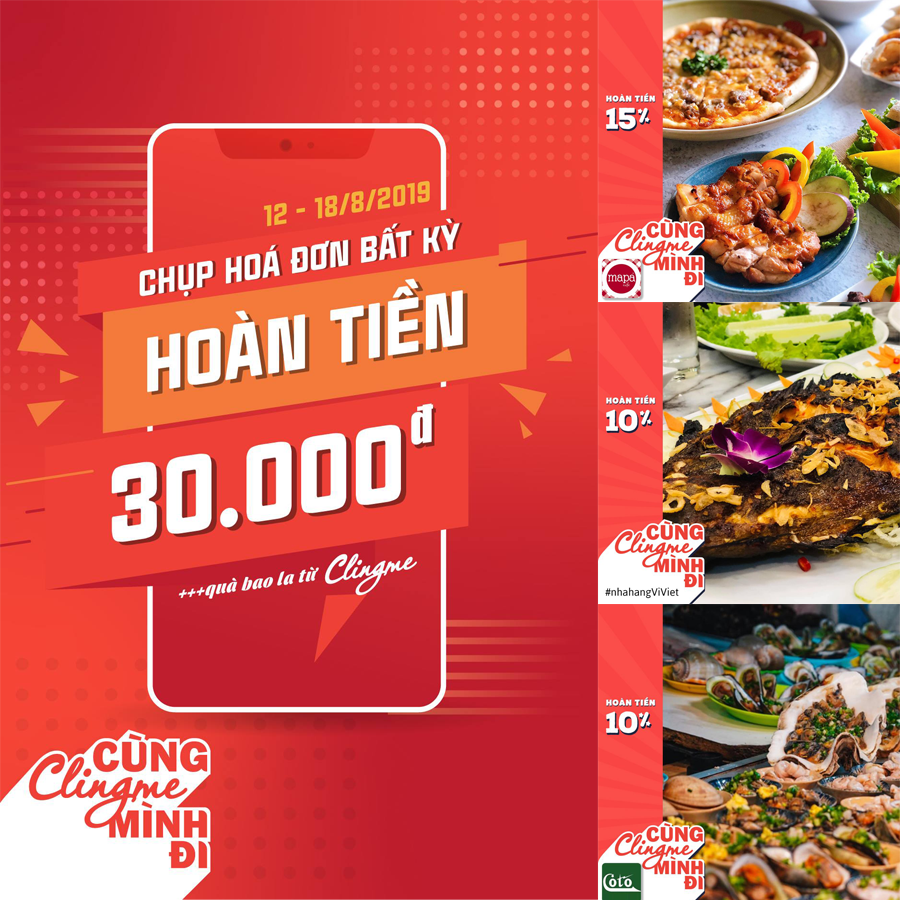 12 - 18/8/2019
CHỤP HOÁ ĐƠN BẤT KỲ
HOÀN TIỀN
30.000đ
+++quà bao la từ Clingme
CÙNG
Clingme
MÌNH
ĐI
HOÀN TIỀN
15%
CÙNG
Clingme
MÌNH
ĐI
mapa
HOÀN TIỀN
10%
CÙNG
Clingme
MÌNH
ĐI
#nhahangViViet
HOÀN TIỀN
10%
CÙNG
Clingme
MÌNH
ĐI
Coto